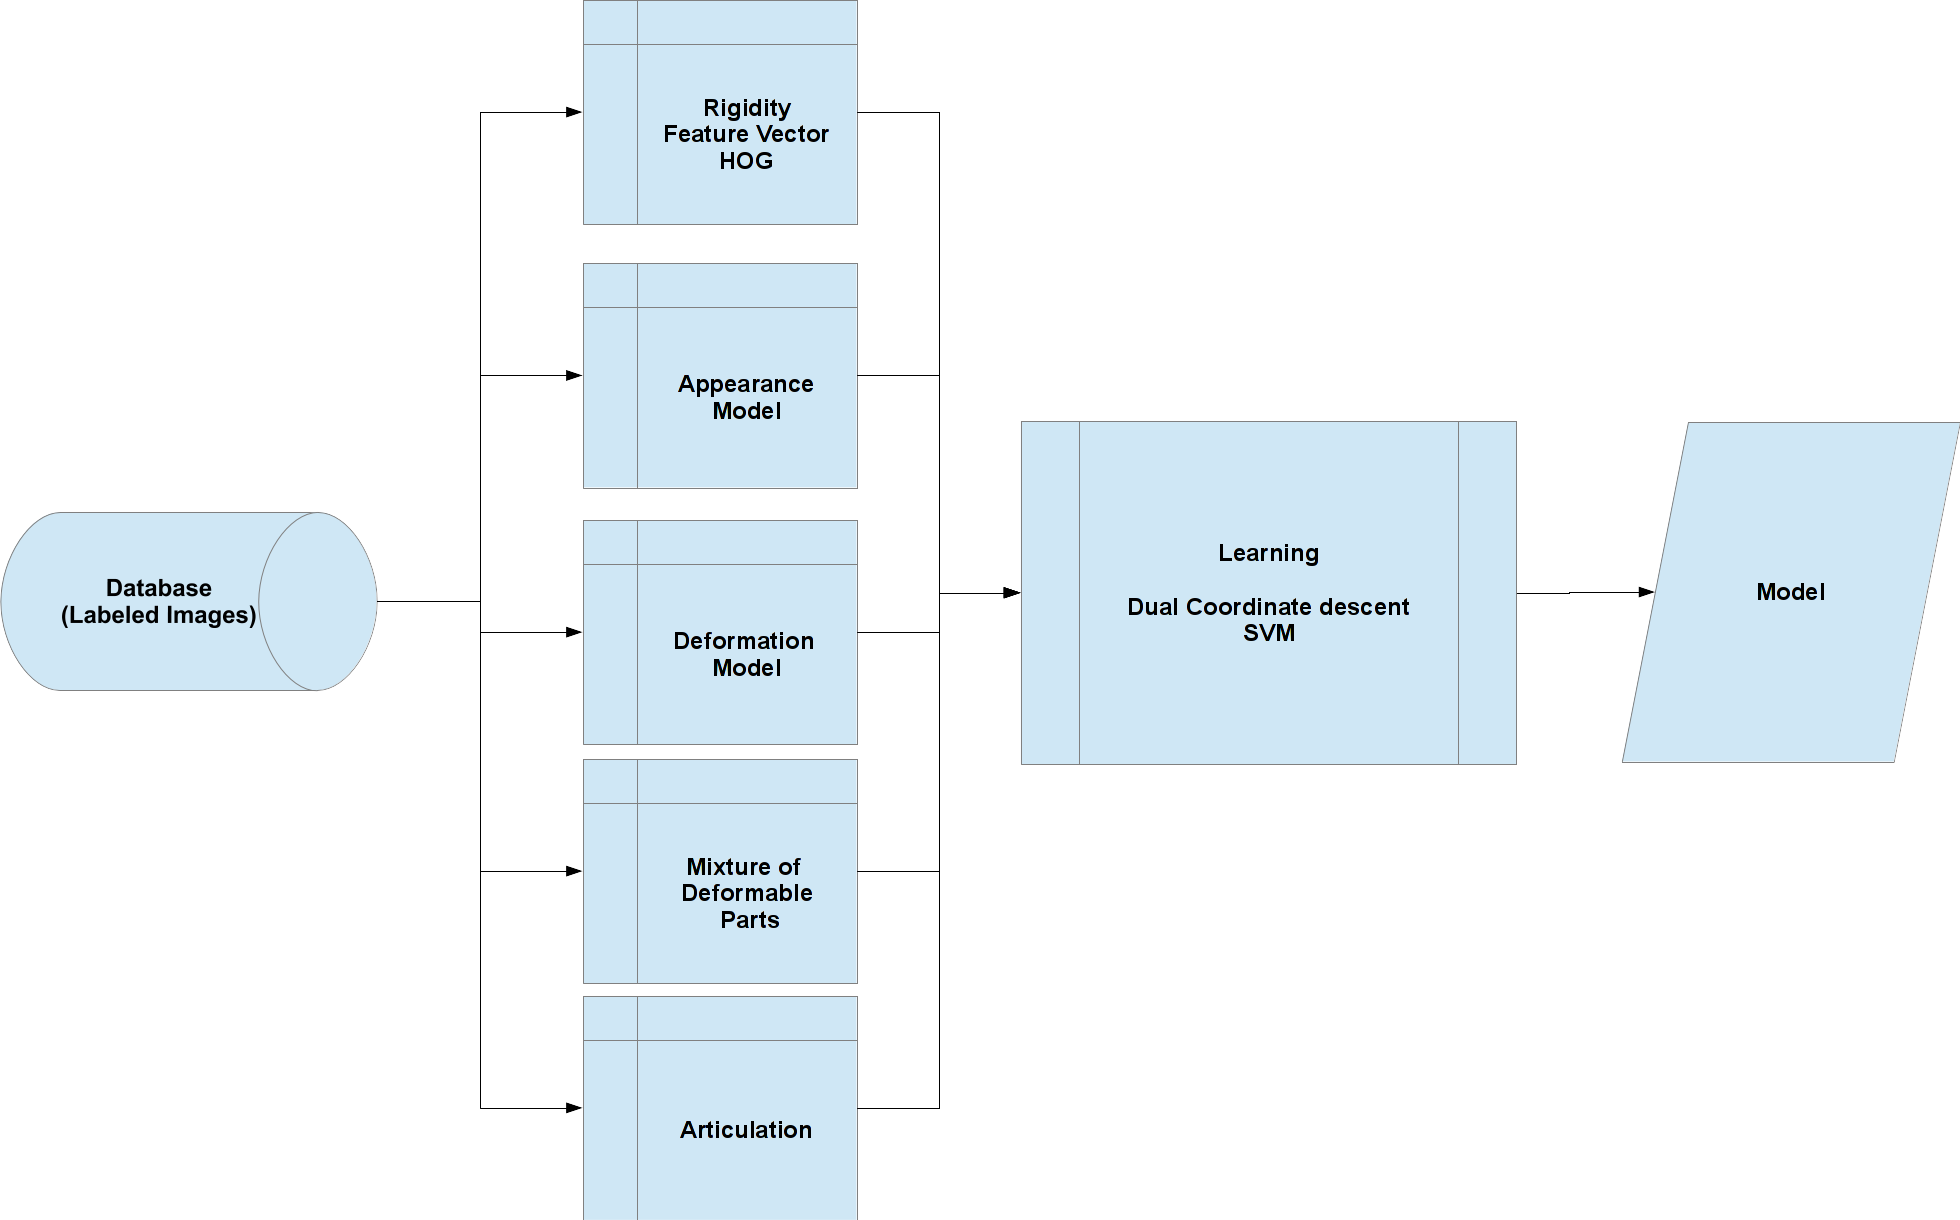 Rigidity
Feature Vector
HOG
Appearance
Model
Deformation
Model
Mixture of
Deformable
Parts
Articulation
Database
(Labeled Images)
Learning
Dual Coordinate descent
SVM
Model